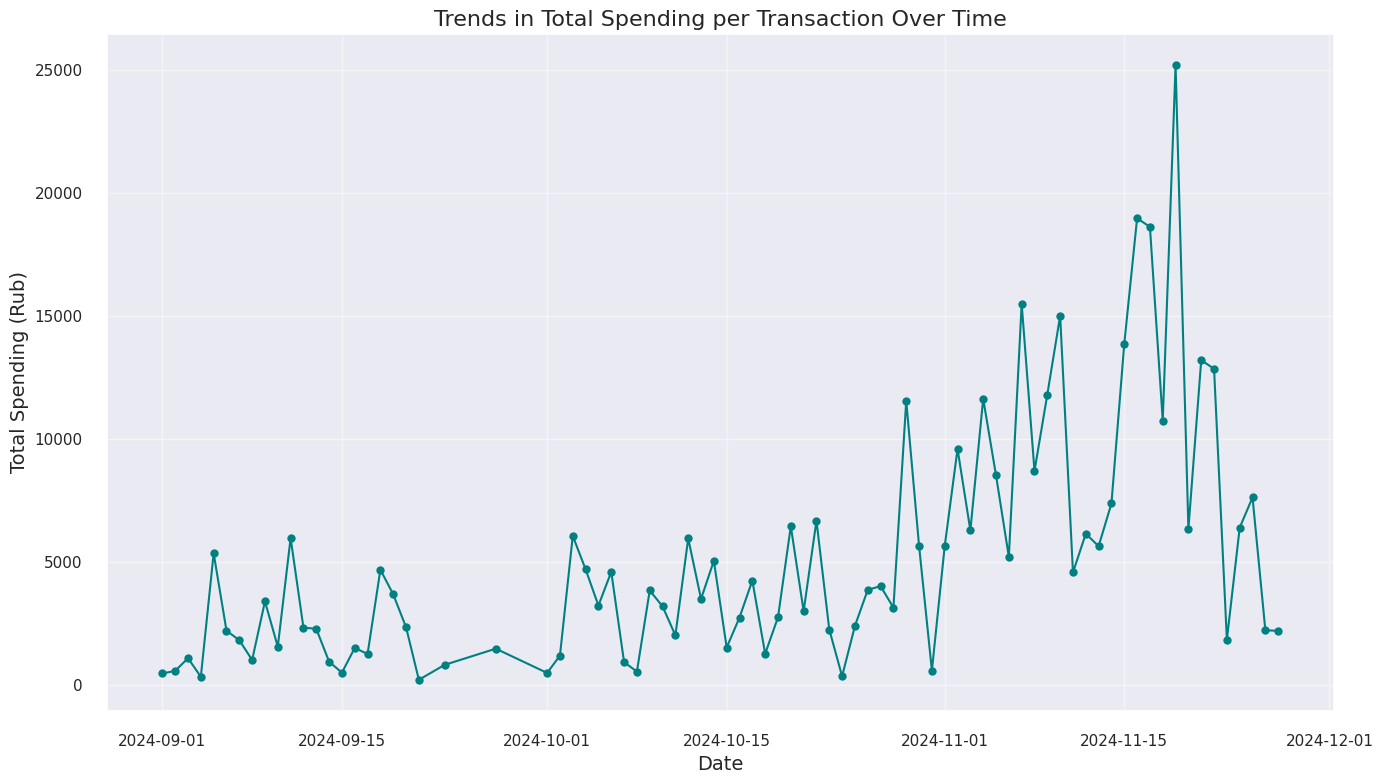 Trends in Total Spending per Transaction Over Time
Total Spending (Rub)
25000
20000
15000
10000
5000
0
2024-09-01 2024-09-15 2024-10-01 2024-10-15 2024-11-01 2024-11-15 2024-12-01
Date